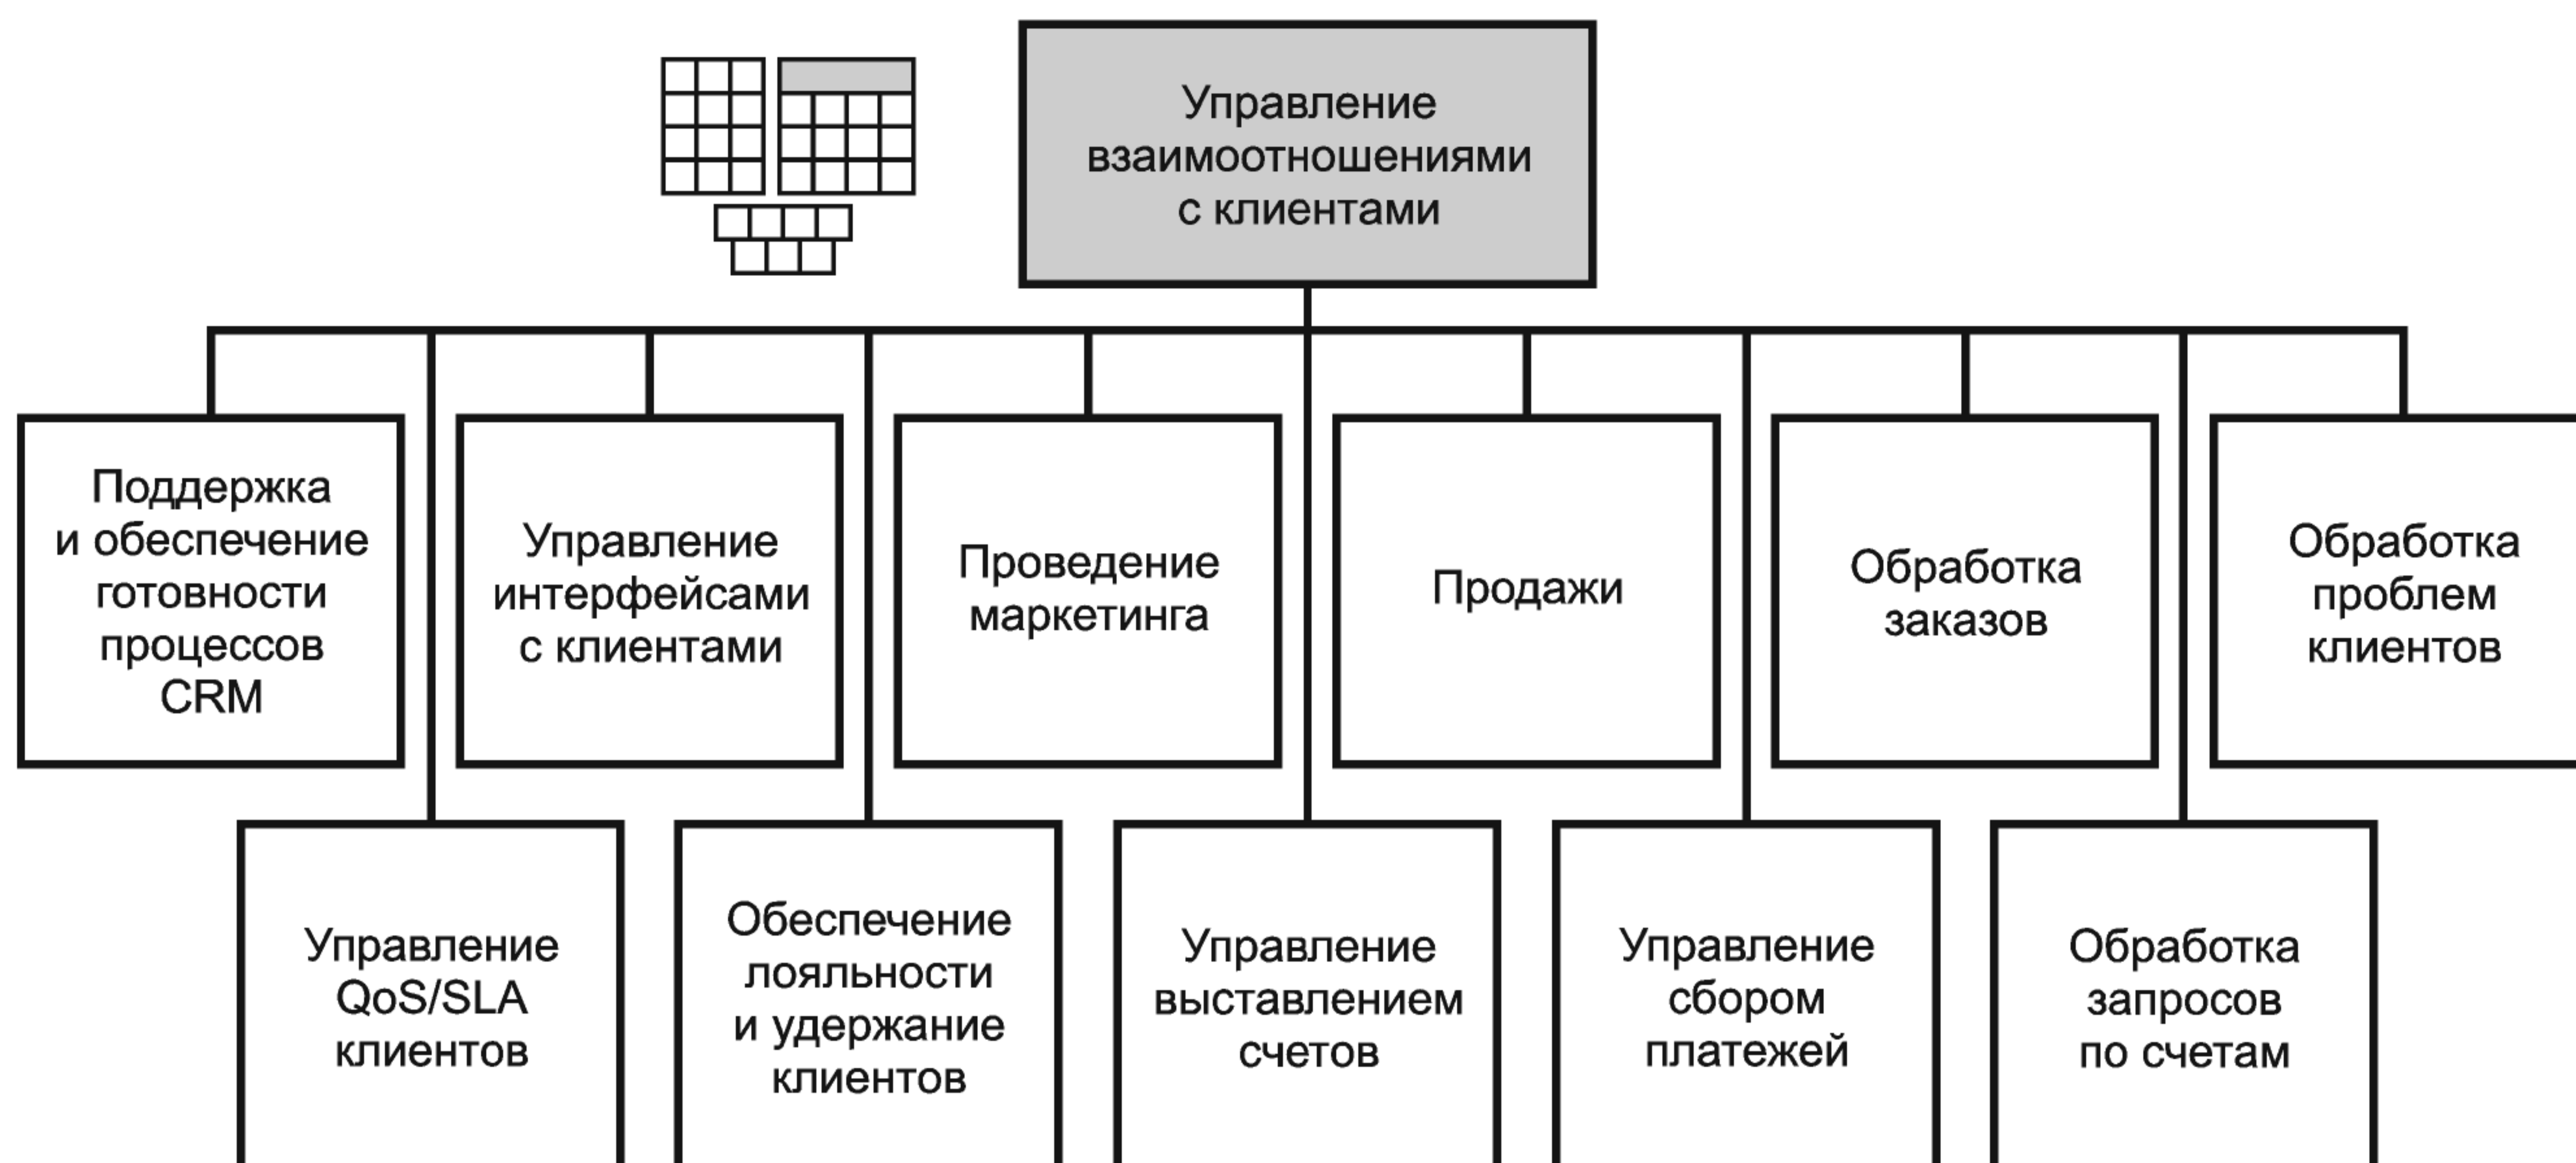 Управление
взаимоотношениями
с клиентами
Поддержка
и обеспечение
готовности
процессов
CRM
Управление
интерфейсами
с клиентами
Проведение
маркетинга
Продажи
Обработка
заказов
Обработка
проблем
клиентов
Управление
QoS/SLA
клиентов
Обеспечение
лояльности
и удержание
клиентов
Управление
выставлением
счетов
Управление
сбором
платежей
Обработка
запросов
по счетам